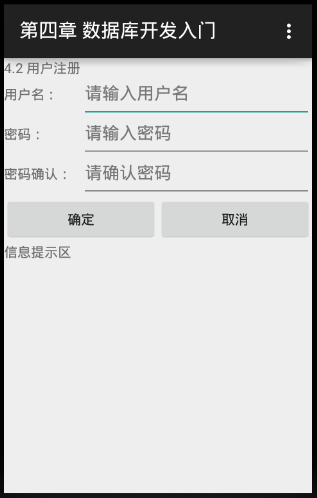 第四章 数据库开发入门
4.2 用户注册
用户名： 请输入用户名
密码： 请输入密码
密码确认： 请确认密码
确定 取消
信息提示区